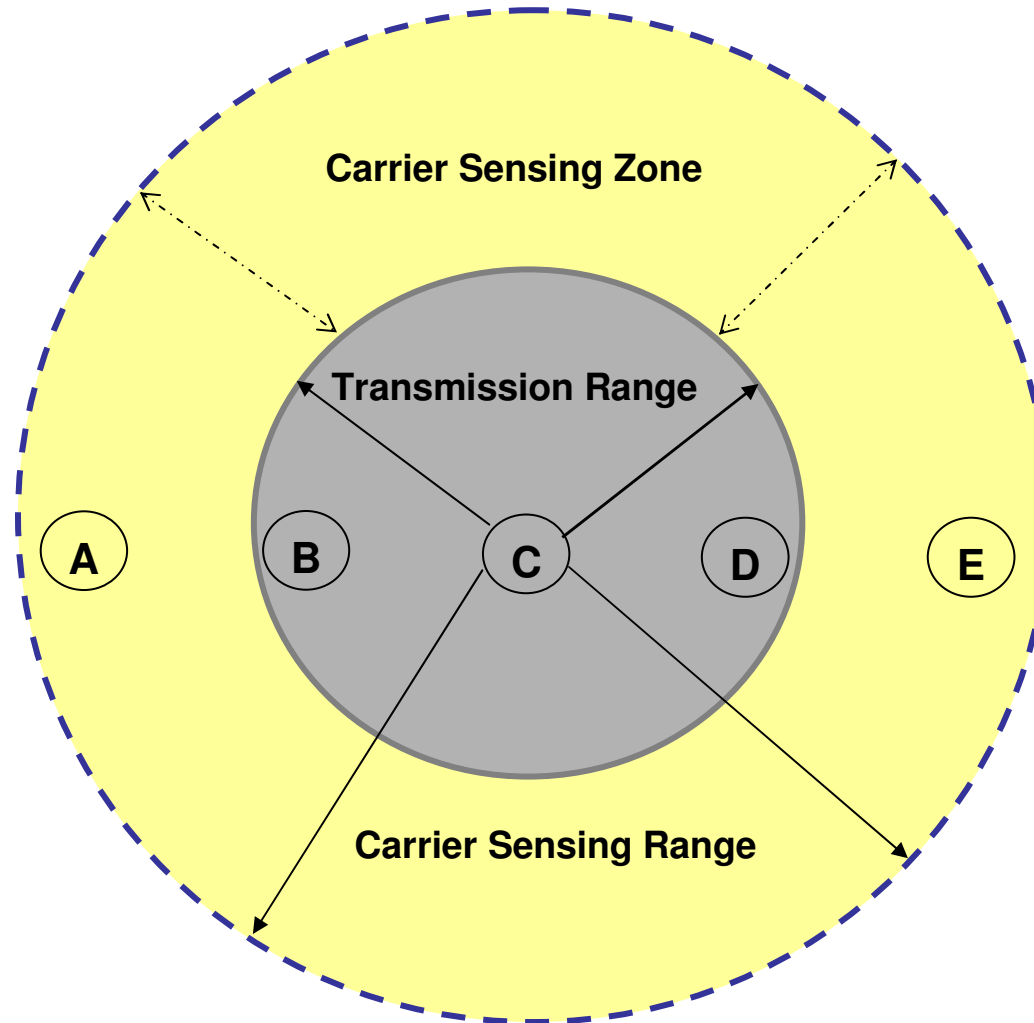 Carrier Sensing Zone
Transmission Range
A
B
C
D
E
Carrier Sensing Range